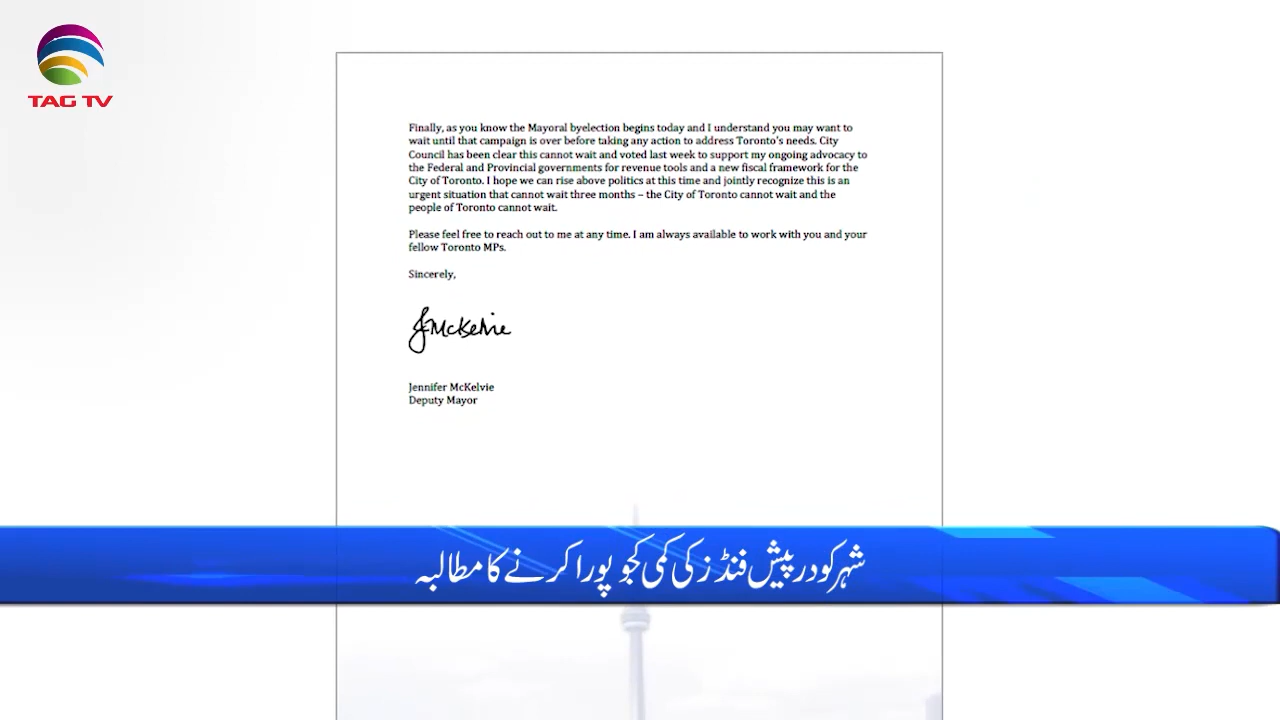 TAG TV
Finally, as you know the Mayoral byelection begins today and I understand you may want to
wait until that campaign is over before taking any action to address Toronto's needs. City
Council has been clear this cannot wait and voted last week to support my ongoing advocacy to
the Federal and Provincial governments for revenue tools and a new fiscal framework for the
City of Toronto. I hope we can rise above politics at this time and jointly recognize this is an
urgent situation that cannot wait three months – the City of Toronto cannot wait and the
people of Toronto cannot wait.
Please feel free to reach out to me at any time. I am always available to work with you and your
fellow Toronto MPs.
Sincerely,
JMcKelvie
Jennifer McKelvie
Deputy Mayor
شہر کو در پیش فنڈز کی کمی کجو پورا کرنے کا مطالبہ